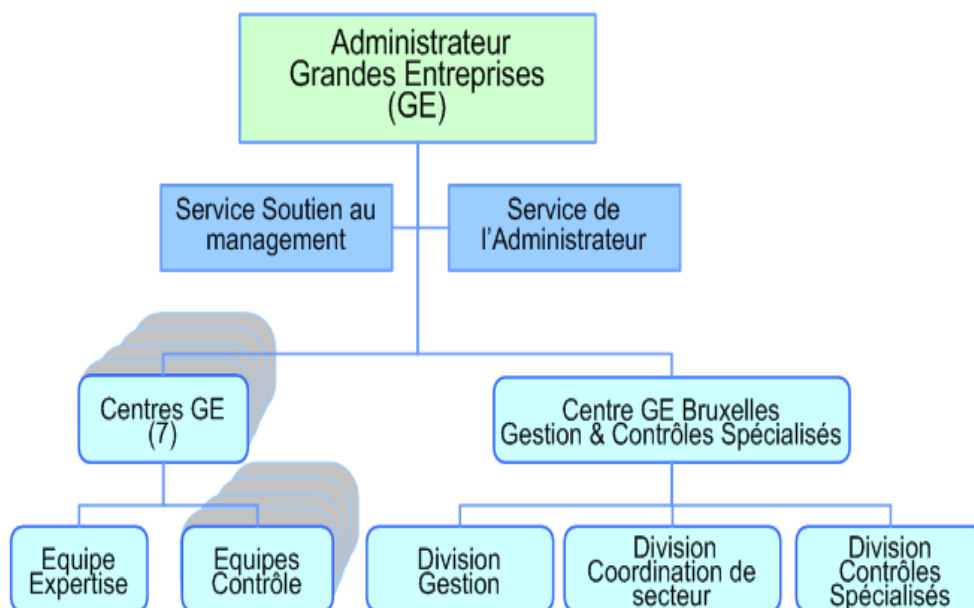 Administrateur
Grandes Entreprises
(GE)
Service Soutien au
management
Service de
l'Administrateur
Centres GE
(7)
Centre GE Bruxelles
Gestion & Contrôles Spécialisés
Equipe
Expertise
Equipes
Contrôle
Division
Gestion
Division
Coordination de
secteur
Division
Contrôles
Spécialisés